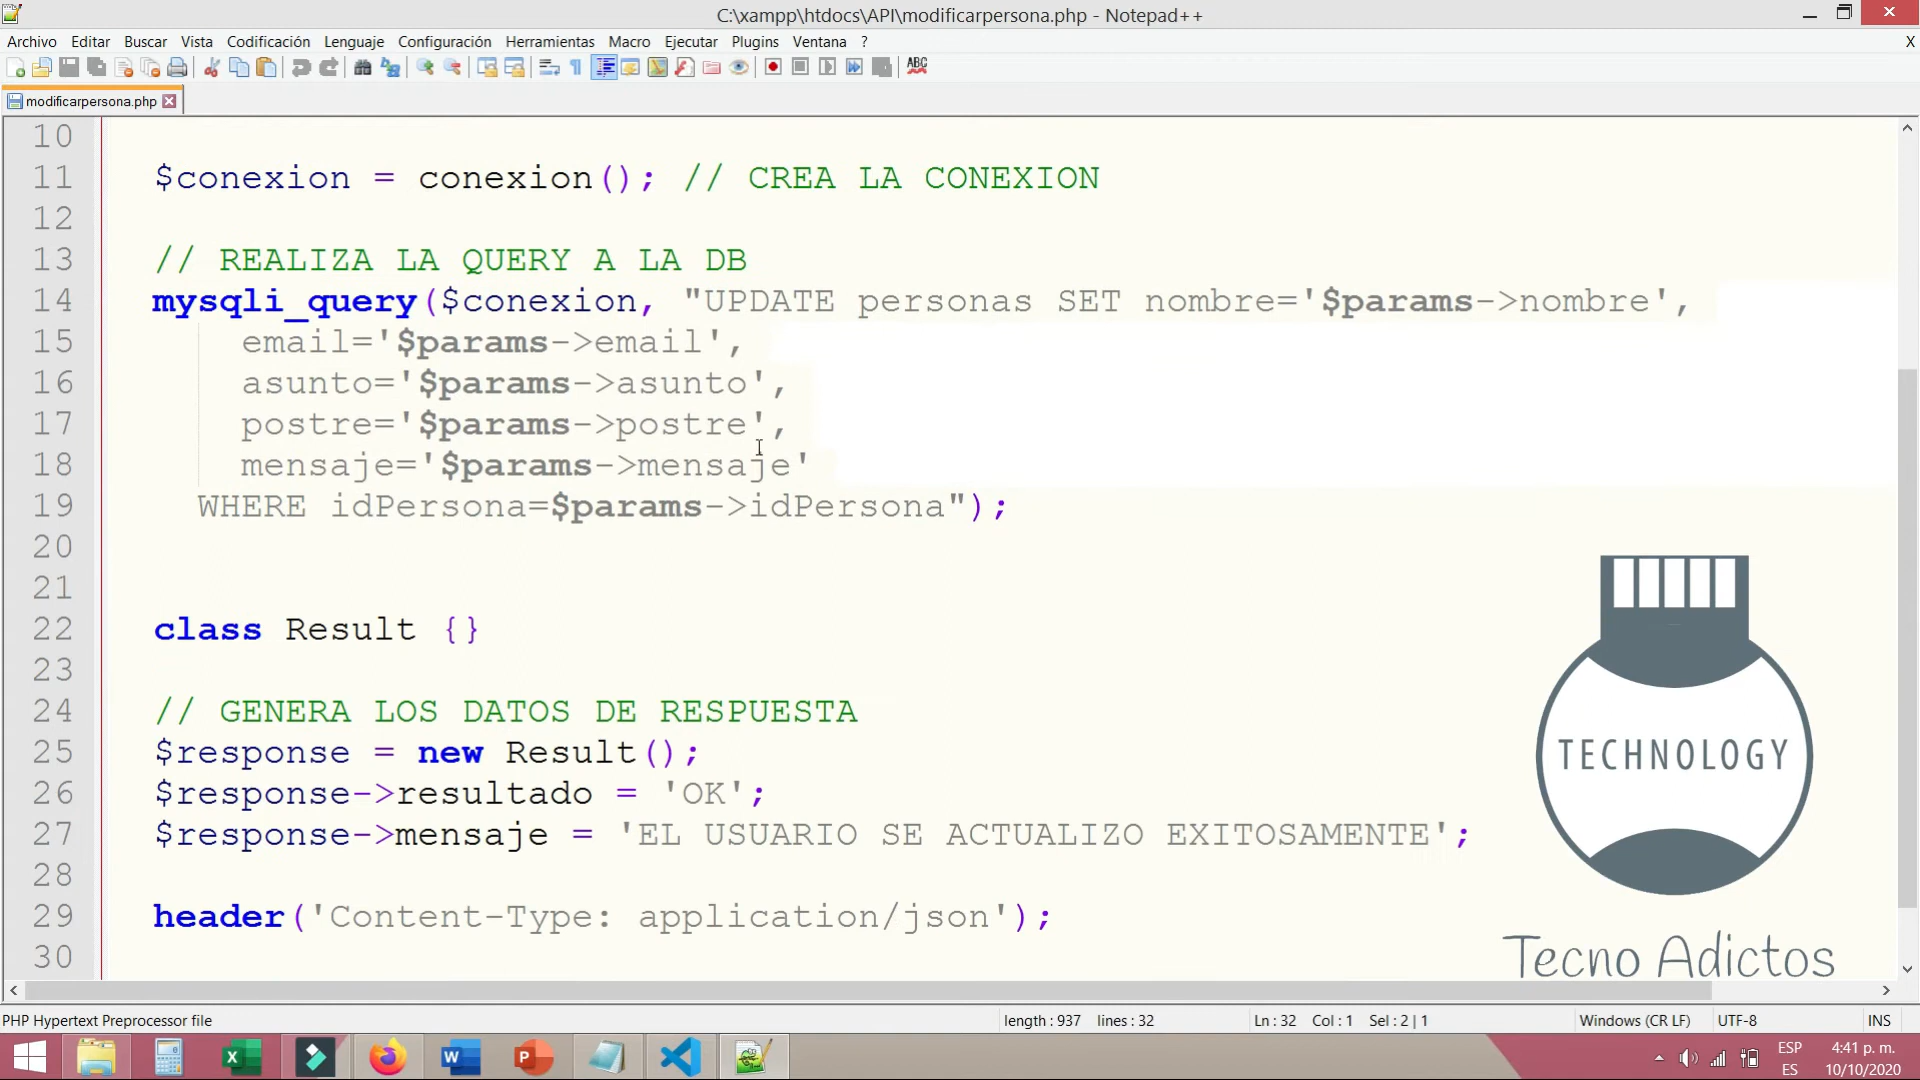 C:\xampp\htdocs\API\modificarpersona.php - Notepad++
Archivo Editar Buscar Vista Codificación Lenguaje Configuración Herramientas Macro Ejecutar Plugins Ventana ? X
ABC
modificarpersona.php
10
11 $conexion = conexion(); // CREA LA CONEXION
12
13 // REALIZA LA QUERY A LA DB
14 mysqli_query($conexion, "UPDATE personas SET nombre='$params->nombre',
15 email='$params->email',
16 asunto='$params->asunto',
17 postre='$params->postre',
18 mensaje='$params->mensaje'
19 WHERE idPersona=$params->idPersona");
20
21
22 class Result {}
23
24 // GENERA LOS DATOS DE RESPUESTA
25 $response = new Result();
26 $response->resultado = 'OK';
27 $response->mensaje = 'EL USUARIO SE ACTUALIZO EXITOSAMENTE';
28
29 header('Content-Type: application/json');
30
TECHNOLOGY
Tecno Adictos
PHP Hypertext Preprocessor file length : 937 lines : 32 Ln : 32 Col : 1 Sel : 2 | 1 Windows (CR LF) UTF-8 INS
ESP 4:41 p. m.
ES 10/10/2020